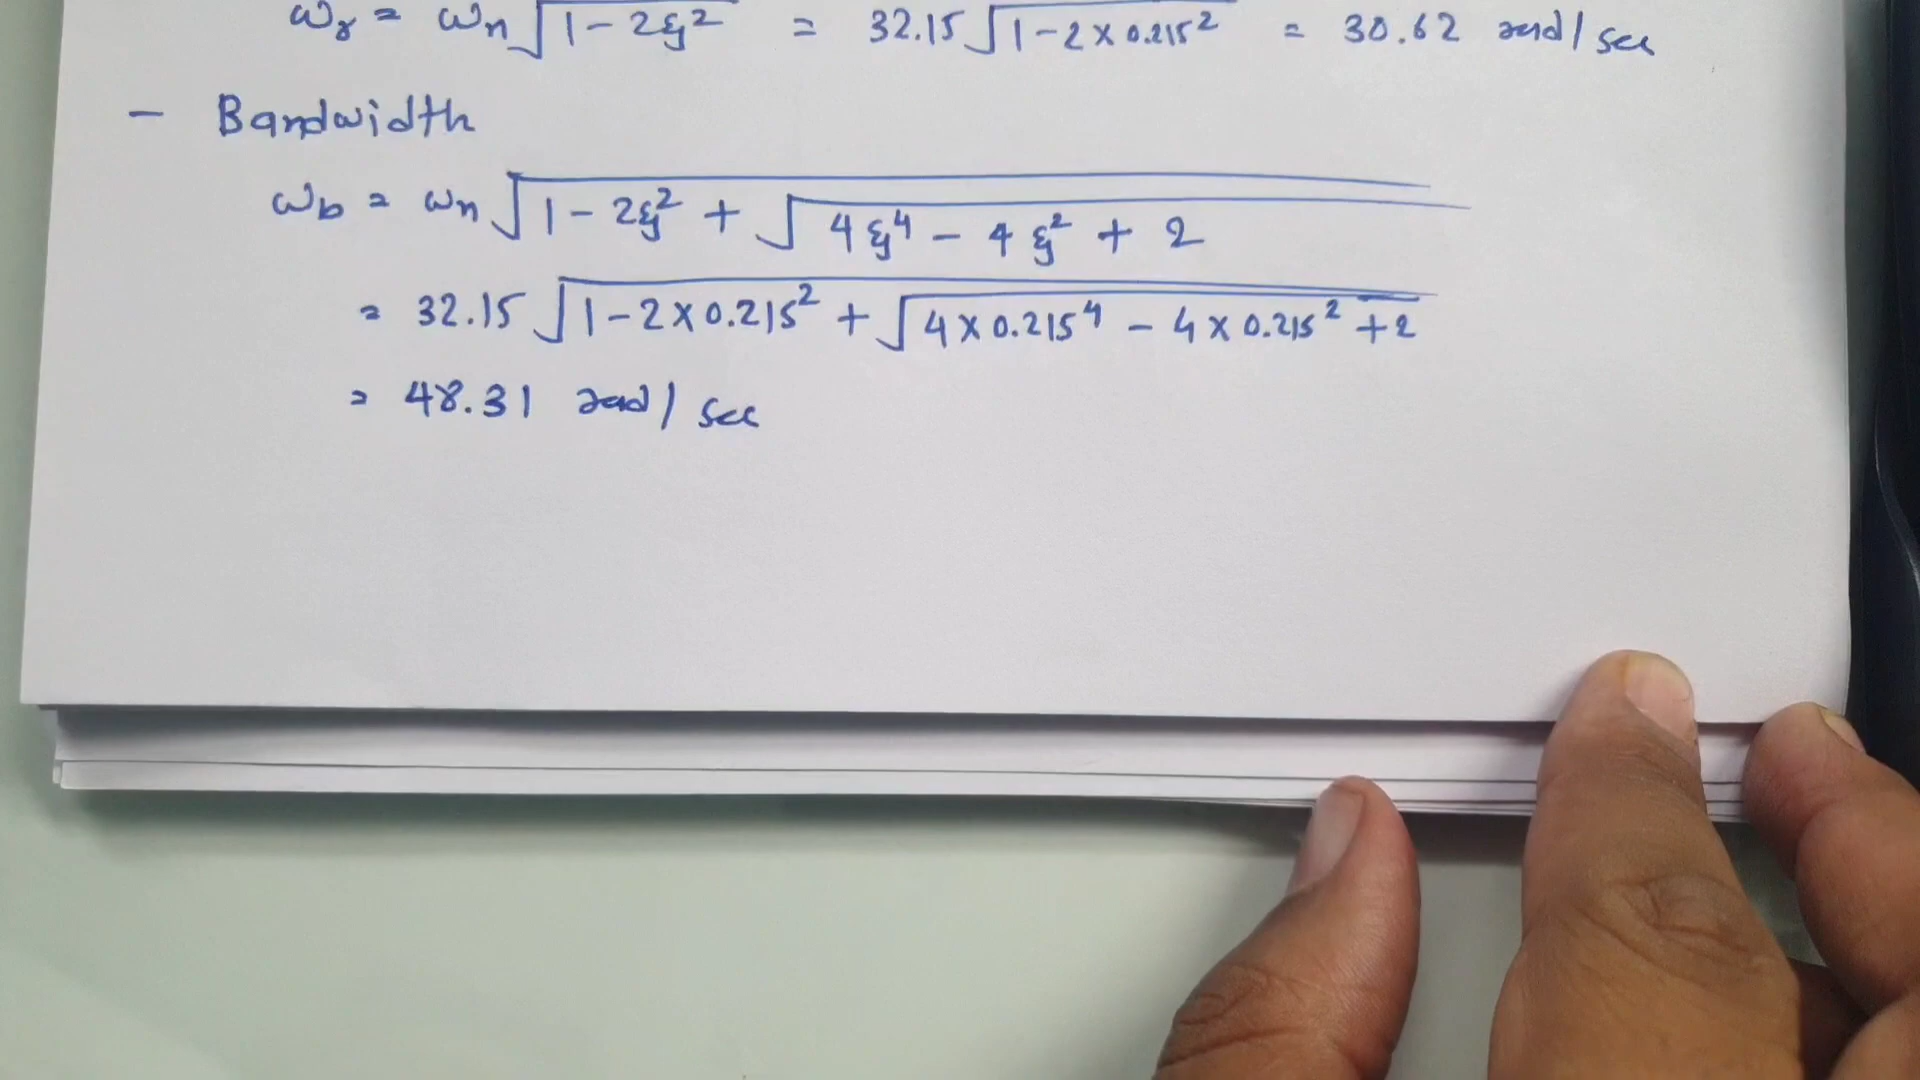 ωr = ωn √(1 - 2ξ²) = 32.15 √(1 - 2 × 0.215²) = 30.62 rad/sec
- Bandwidth
ωb = ωn √(1 - 2ξ² + √(4ξ⁴ - 4ξ² + 2))
= 32.15 √(1 - 2 × 0.215² + √(4 × 0.215⁴ - 4 × 0.215² + 2))
= 48.31 rad/sec